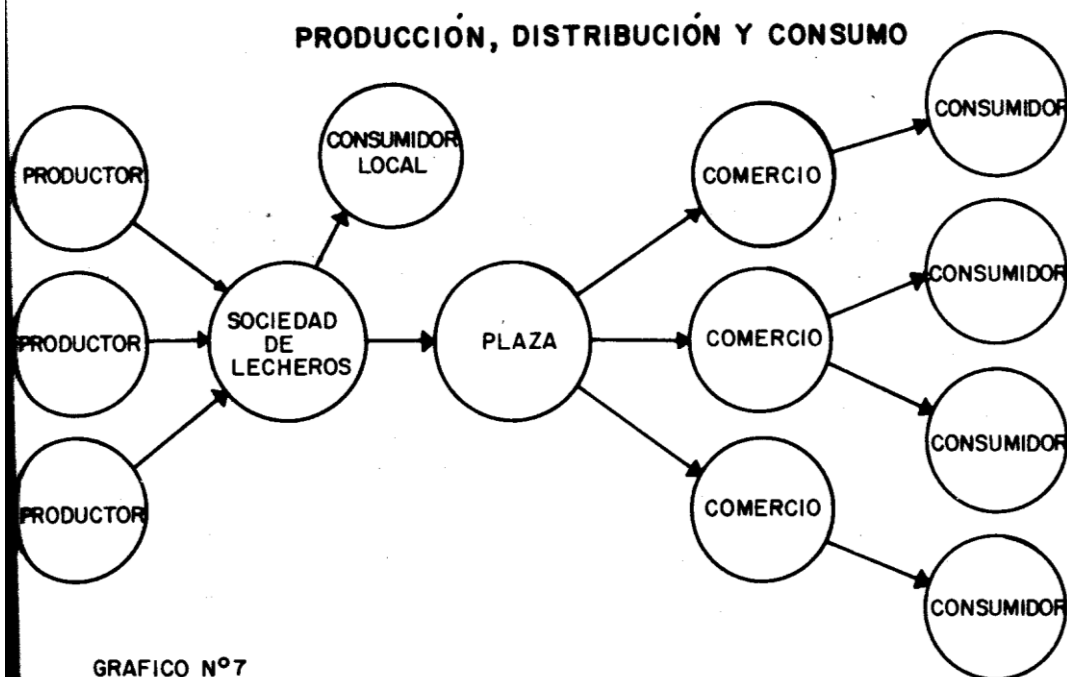 PRODUCCIÓN, DISTRIBUCIÓN Y CONSUMO
PRODUCTOR
PRODUCTOR
PRODUCTOR
SOCIEDAD
DE
LECHEROS
CONSUMIDOR
LOCAL
PLAZA
COMERCIO
COMERCIO
COMERCIO
CONSUMIDOR
CONSUMIDOR
CONSUMIDOR
CONSUMIDOR
GRAFICO Nº7